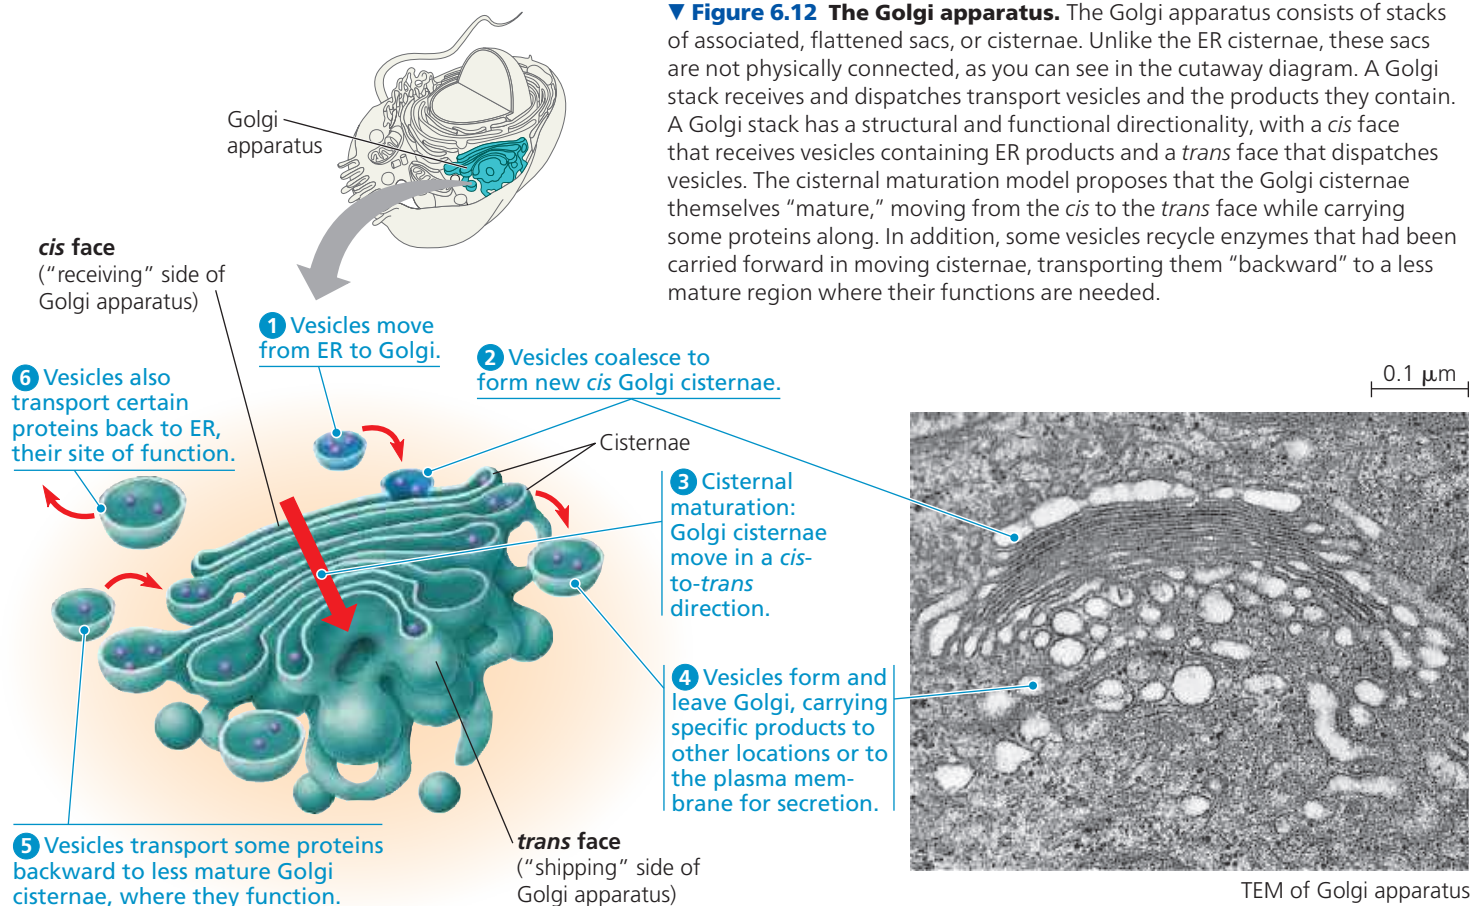 ▼ Figure 6.12 The Golgi apparatus. The Golgi apparatus consists of stacks
of associated, flattened sacs, or cisternae. Unlike the ER cisternae, these sacs
are not physically connected, as you can see in the cutaway diagram. A Golgi
stack receives and dispatches transport vesicles and the products they contain.
A Golgi stack has a structural and functional directionality, with a cis face
that receives vesicles containing ER products and a trans face that dispatches
vesicles. The cisternal maturation model proposes that the Golgi cisternae
themselves “mature,” moving from the cis to the trans face while carrying
some proteins along. In addition, some vesicles recycle enzymes that had been
carried forward in moving cisternae, transporting them “backward” to a less
mature region where their functions are needed.
Golgi
apparatus
cis face
(“receiving” side of
Golgi apparatus)
1 Vesicles move
from ER to Golgi.
2 Vesicles coalesce to
form new cis Golgi cisternae.
6 Vesicles also
transport certain
proteins back to ER,
their site of function.
Cisternae
3 Cisternal
maturation:
Golgi cisternae
move in a cis-
to-trans
direction.
4 Vesicles form and
leave Golgi, carrying
specific products to
other locations or to
the plasma mem-
brane for secretion.
5 Vesicles transport some proteins
backward to less mature Golgi
cisternae, where they function.
trans face
(“shipping” side of
Golgi apparatus)
0.1 μm
TEM of Golgi apparatus